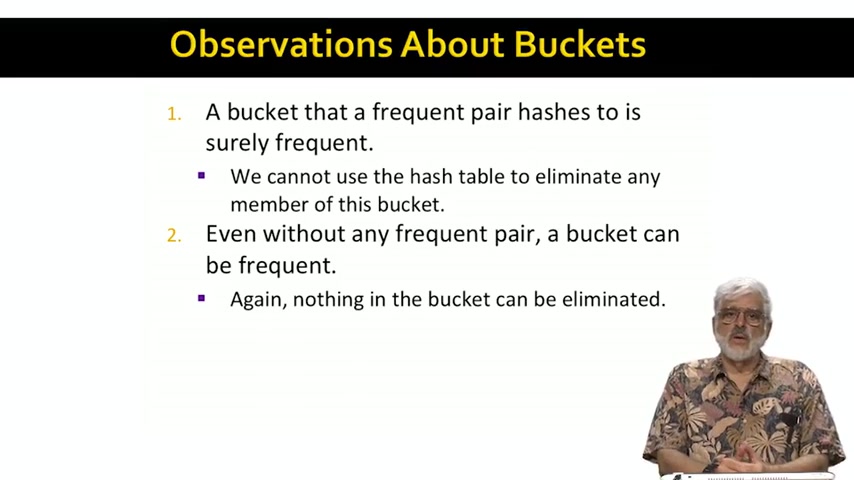 Observations About Buckets
1. A bucket that a frequent pair hashes to is
surely frequent.
▪ We cannot use the hash table to eliminate any
member of this bucket.
2. Even without any frequent pair, a bucket can
be frequent.
▪ Again, nothing in the bucket can be eliminated.